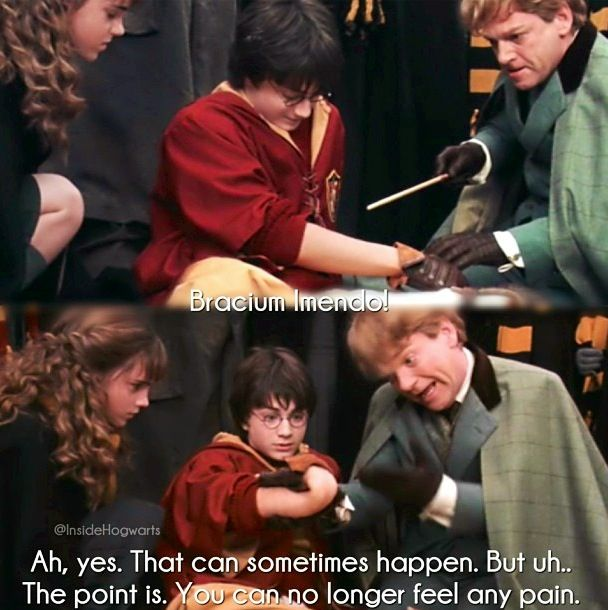 Bracium Imendo!
@InsideHogwarts
Ah, yes. That can sometimes happen. But uh..
The point is. You can no longer feel any pain.